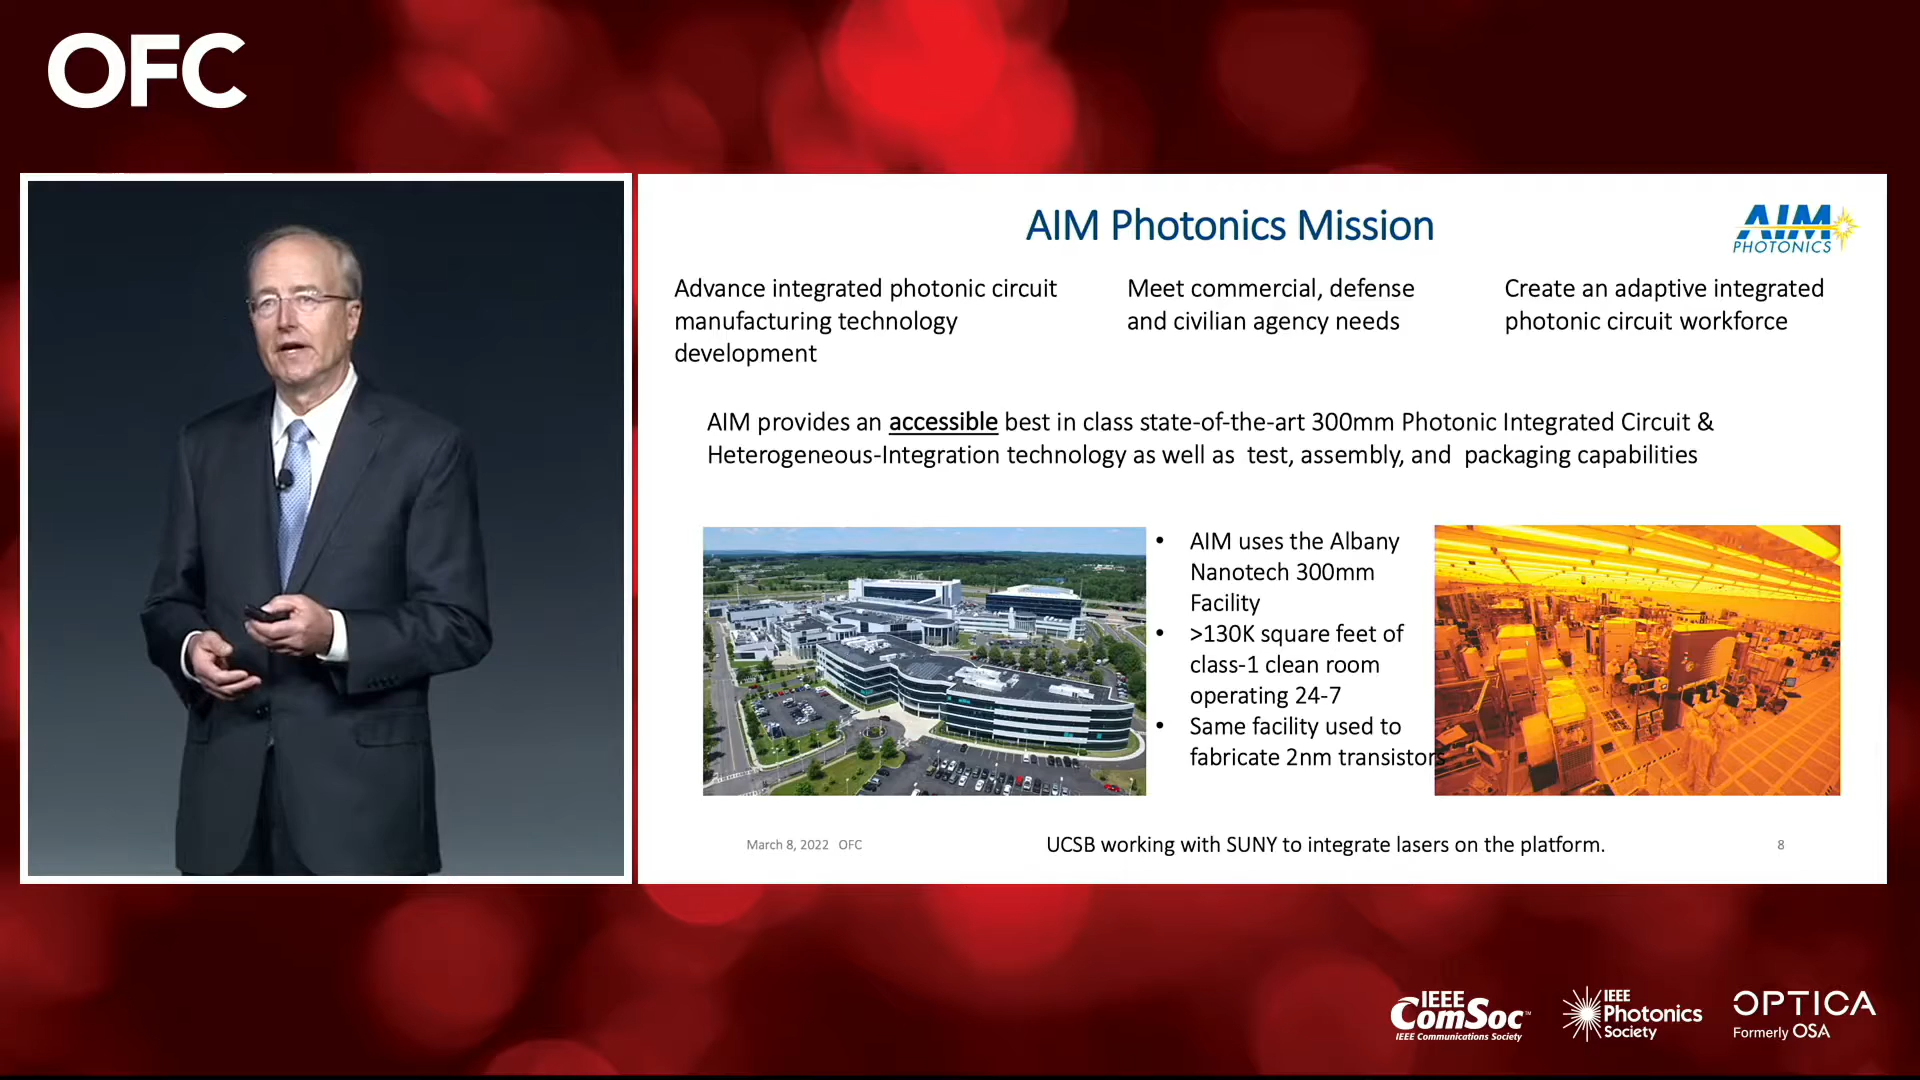 OFC
AIM Photonics Mission
AIM
PHOTONICS
Advance integrated photonic circuit
manufacturing technology
development
Meet commercial, defense
and civilian agency needs
Create an adaptive integrated
photonic circuit workforce
AIM provides an accessible best in class state-of-the-art 300mm Photonic Integrated Circuit &
Heterogeneous-Integration technology as well as  test, assembly, and  packaging capabilities
• AIM uses the Albany
Nanotech 300mm
Facility
• >130K square feet of
class-1 clean room
operating 24-7
• Same facility used to
fabricate 2nm transistors
March 8, 2022   OFC
UCSB working with SUNY to integrate lasers on the platform.
8
IEEE
ComSoc™
IEEE Communications Society
IEEE
Photonics
Society
OPTICA
Formerly OSA